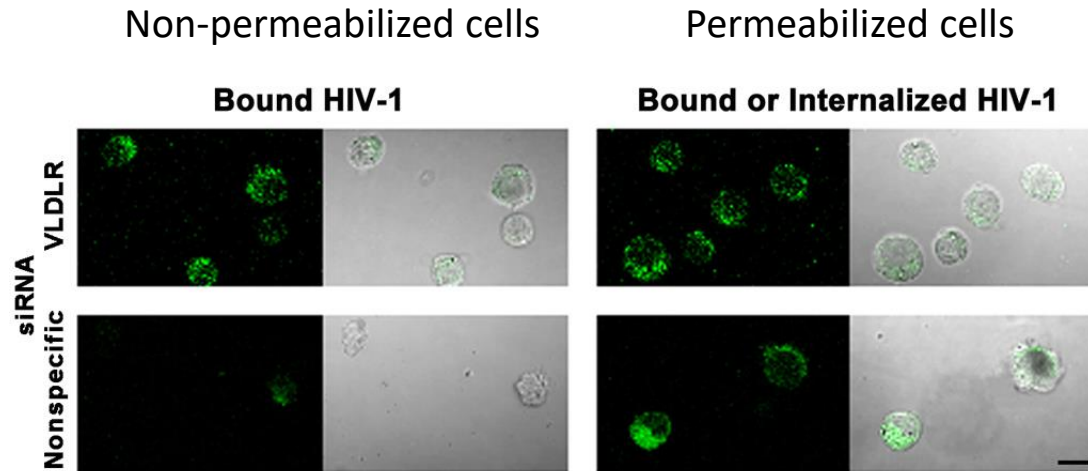 Non-permeabilized cells
Permeabilized cells
Bound HIV-1
Bound or Internalized HIV-1
siRNA
VLDLR
Nonspecific